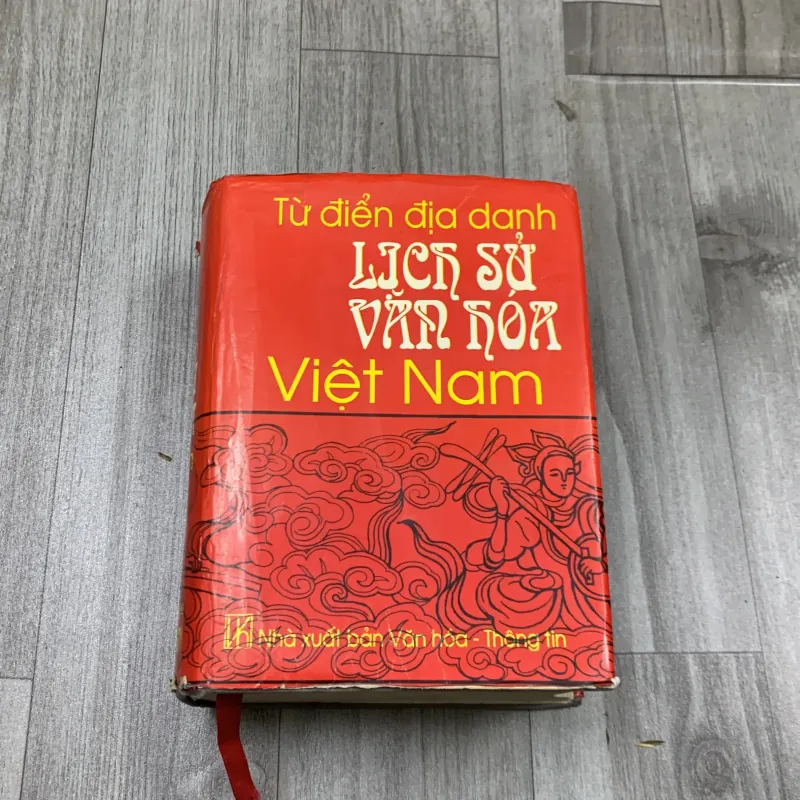 Từ điển địa danh
LỊCH SỬ
VĂN HÓA
Việt Nam
Nhà xuất bản Văn hóa - Thông tin